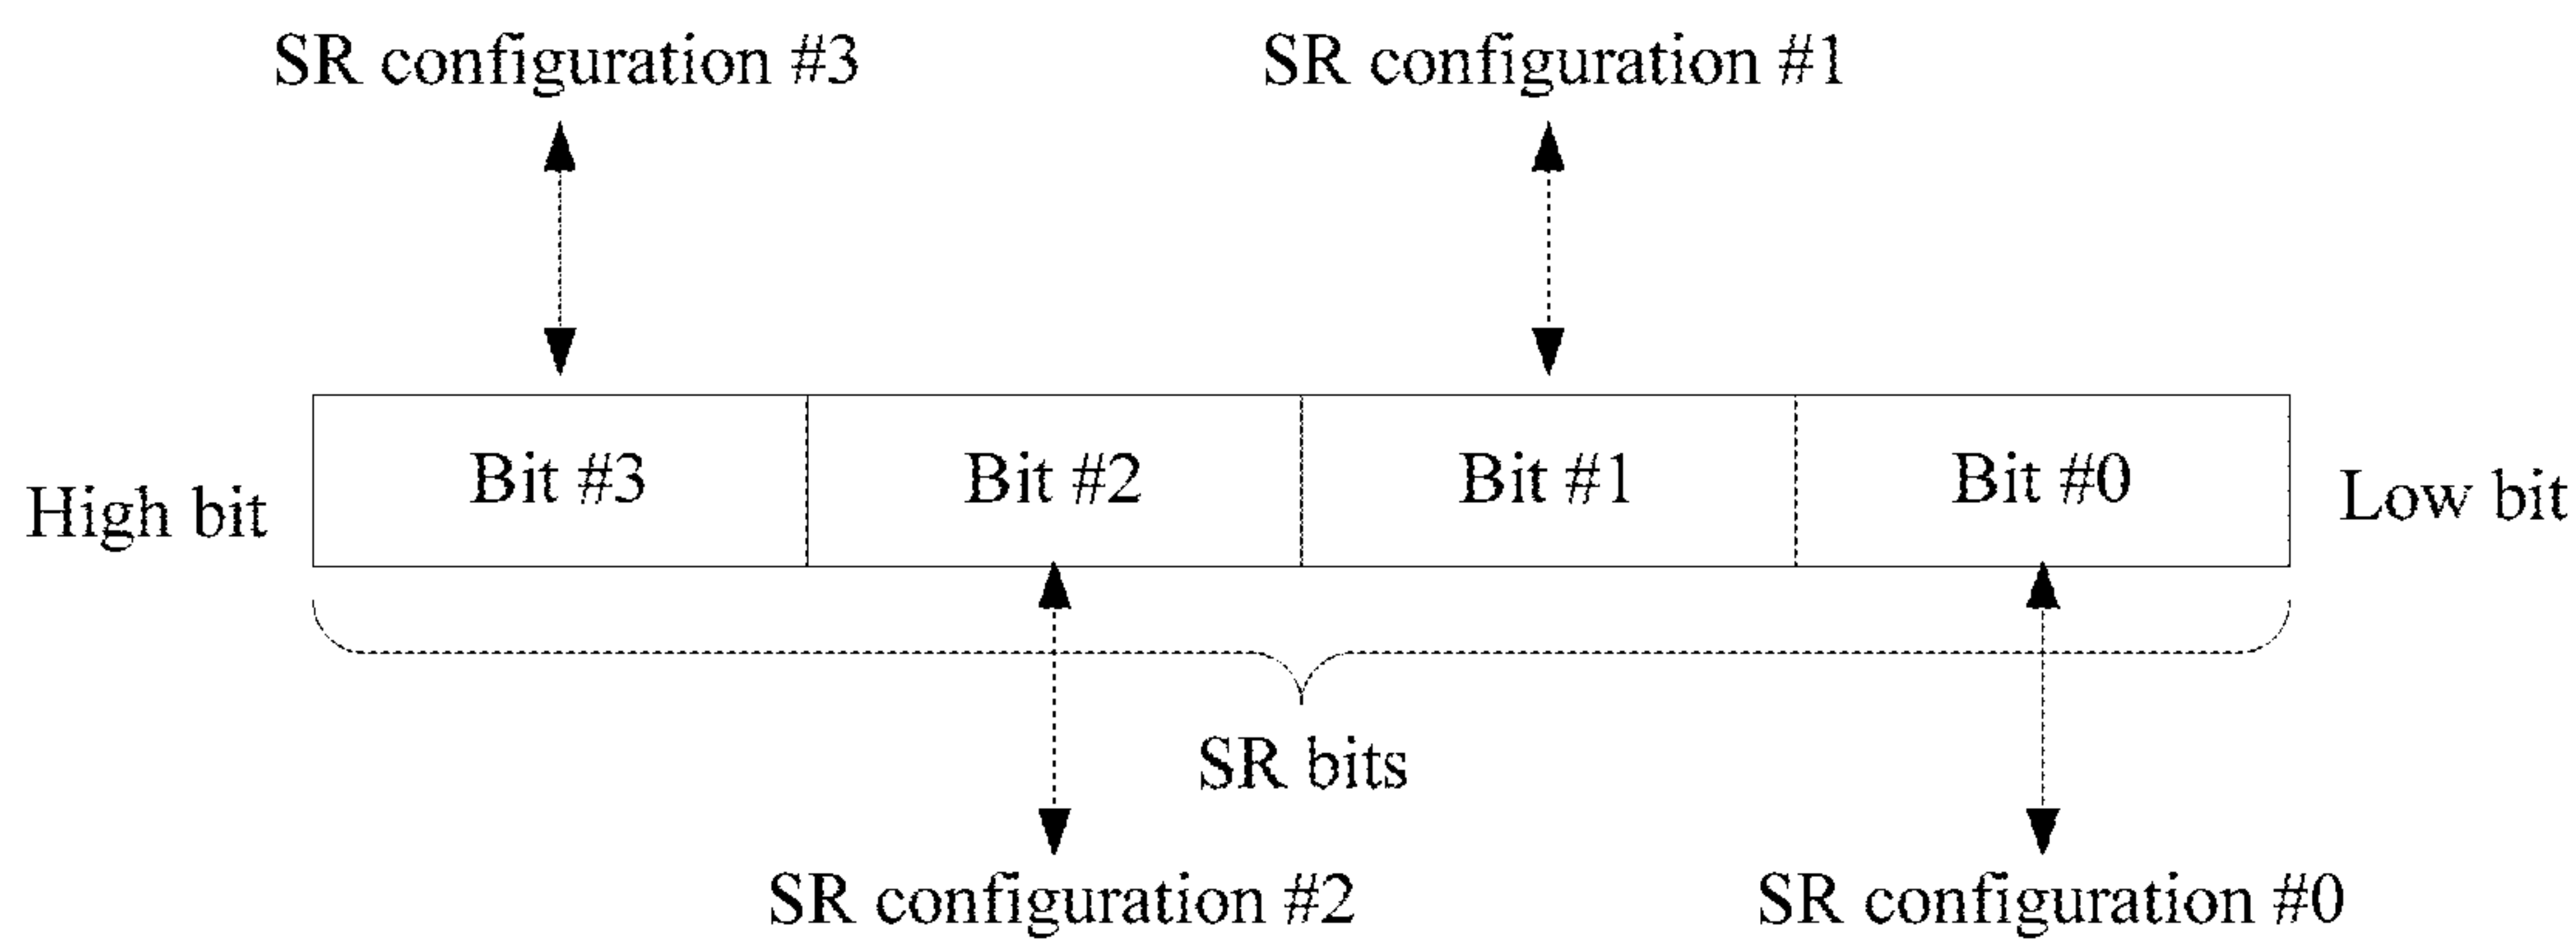 SR configuration #3
SR configuration #1
High bit
Bit #3
Bit #2
Bit #1
Bit #0
Low bit
SR bits
SR configuration #2
SR configuration #0